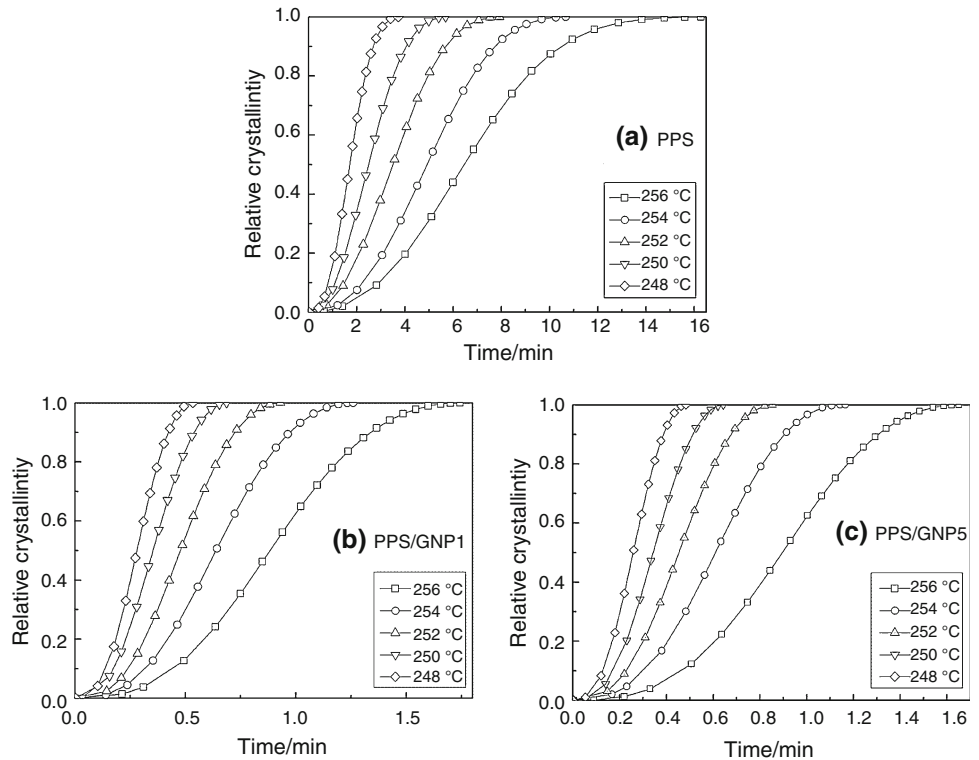 Relative crystallintiy
1.0
0.8
0.6
0.4
0.2
0.0
0
2
4
6
8
10
12
14
16
Time/min
(a) PPS
256 °C
254 °C
252 °C
250 °C
248 °C
Relative crystallintiy
1.0
0.8
0.6
0.4
0.2
0.0
0.0
0.5
1.0
1.5
Time/min
(b) PPS/GNP1
256 °C
254 °C
252 °C
250 °C
248 °C
Relative crystallintiy
1.0
0.8
0.6
0.4
0.2
0.0
0.0
0.2
0.4
0.6
0.8
1.0
1.2
1.4
1.6
Time/min
(c) PPS/GNP5
256 °C
254 °C
252 °C
250 °C
248 °C